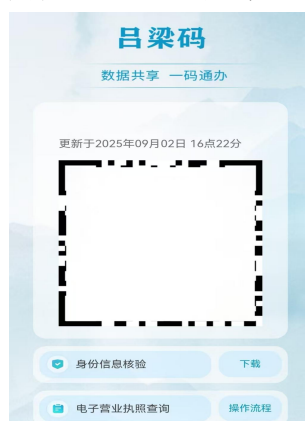 吕梁码
数据共享 一码通办
更新于2025年09月02日 16点22分
身份信息核验
下载
电子营业执照查询
操作流程